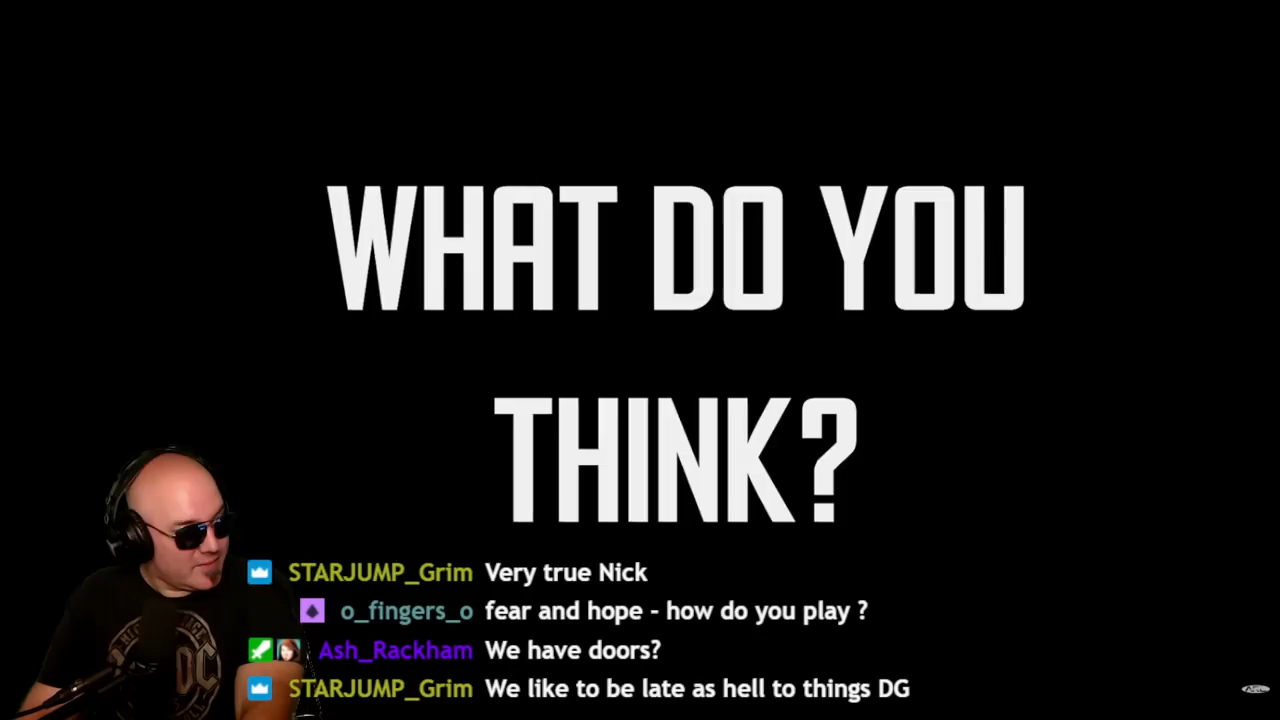 WHAT DO YOU
THINK?
STARJUMP_Grim Very true Nick
o_fingers_o fear and hope - how do you play ?
Ash_Rackham We have doors?
STARJUMP_Grim We like to be late as hell to things DG